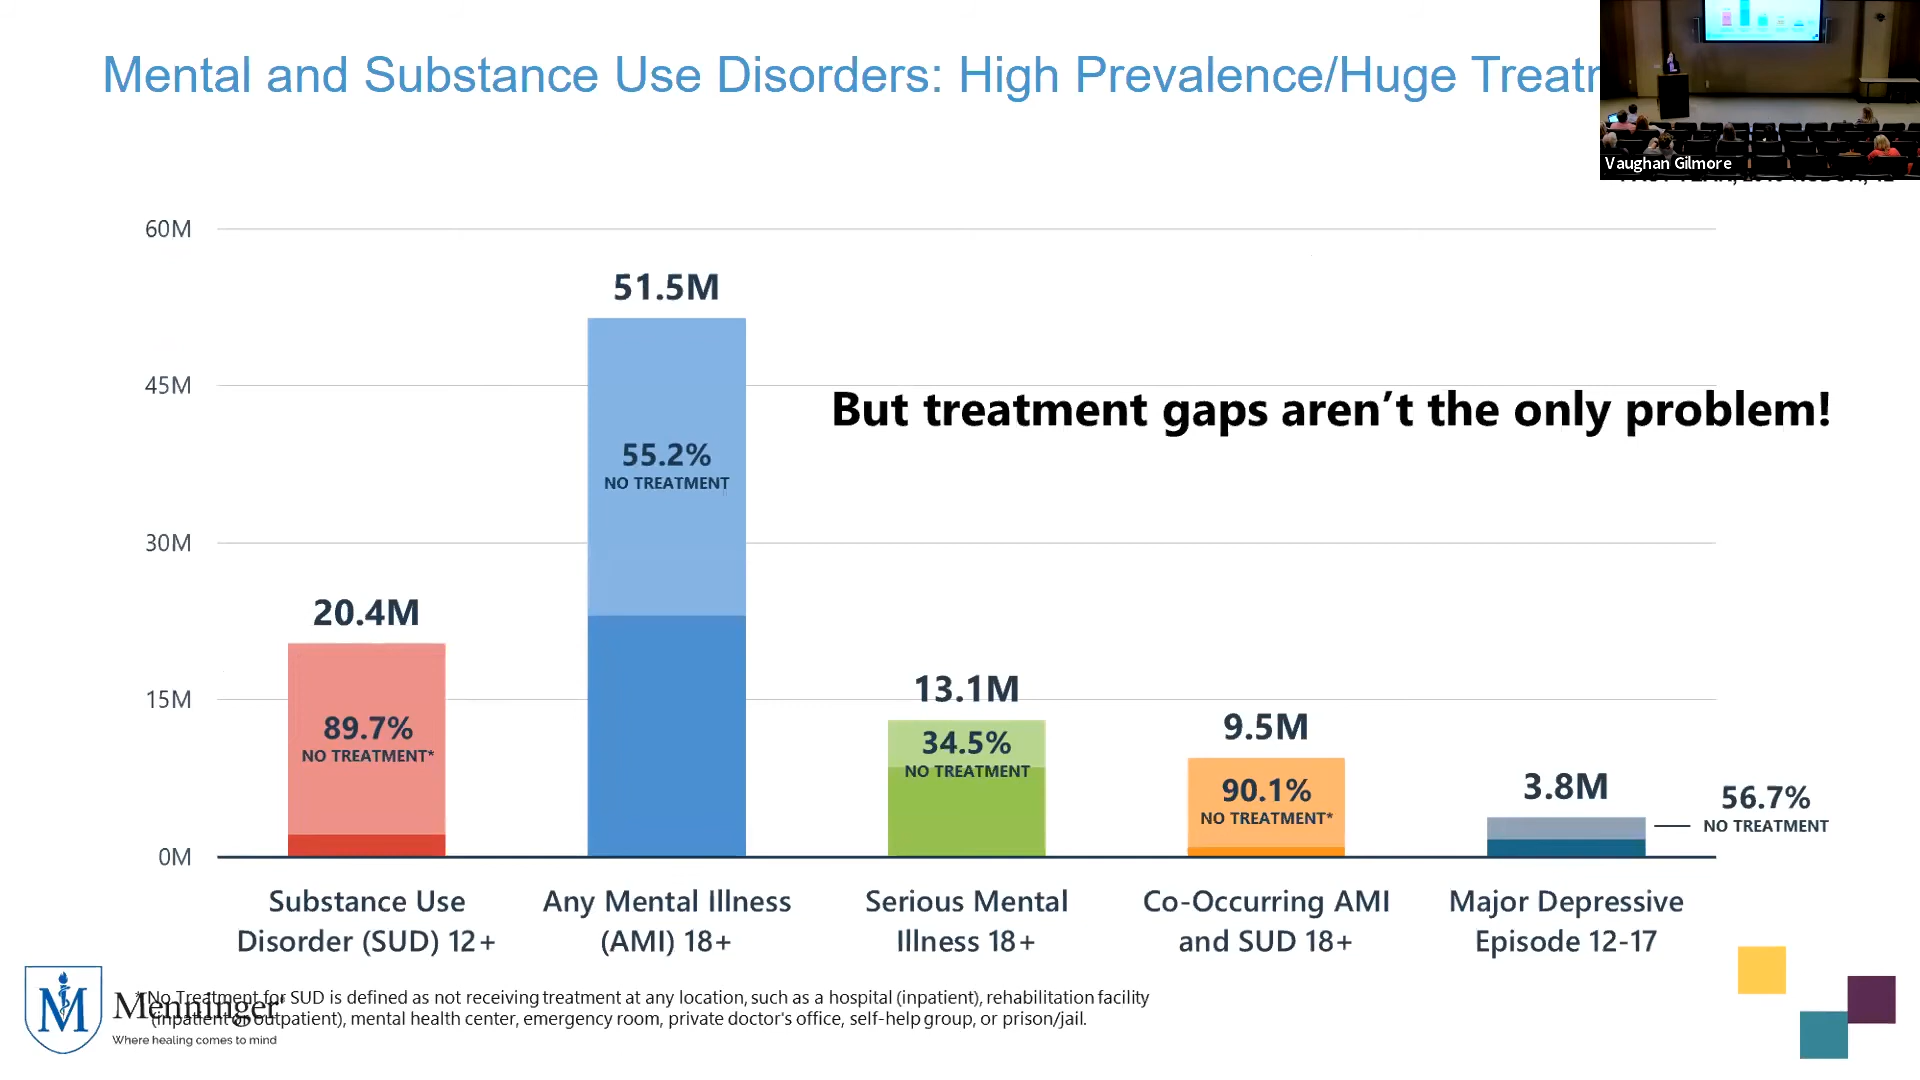 Mental and Substance Use Disorders: High Prevalence/Huge Treatm
Vaughan Gilmore
60M
51.5M
45M
But treatment gaps aren’t the only problem!
55.2%
NO TREATMENT
30M
20.4M
13.1M
15M
9.5M
89.7%
NO TREATMENT*
34.5%
NO TREATMENT
3.8M
90.1%
NO TREATMENT*
56.7%
NO TREATMENT
0M
Substance Use
Disorder (SUD) 12+
Any Mental Illness
(AMI) 18+
Serious Mental
Illness 18+
Co-Occurring AMI
and SUD 18+
Major Depressive
Episode 12-17
* No Treatment for SUD is defined as not receiving treatment at any location, such as a hospital (inpatient), rehabilitation facility
(inpatient or outpatient), mental health center, emergency room, private doctor's office, self-help group, or prison/jail.
M Menninger
Where healing comes to mind